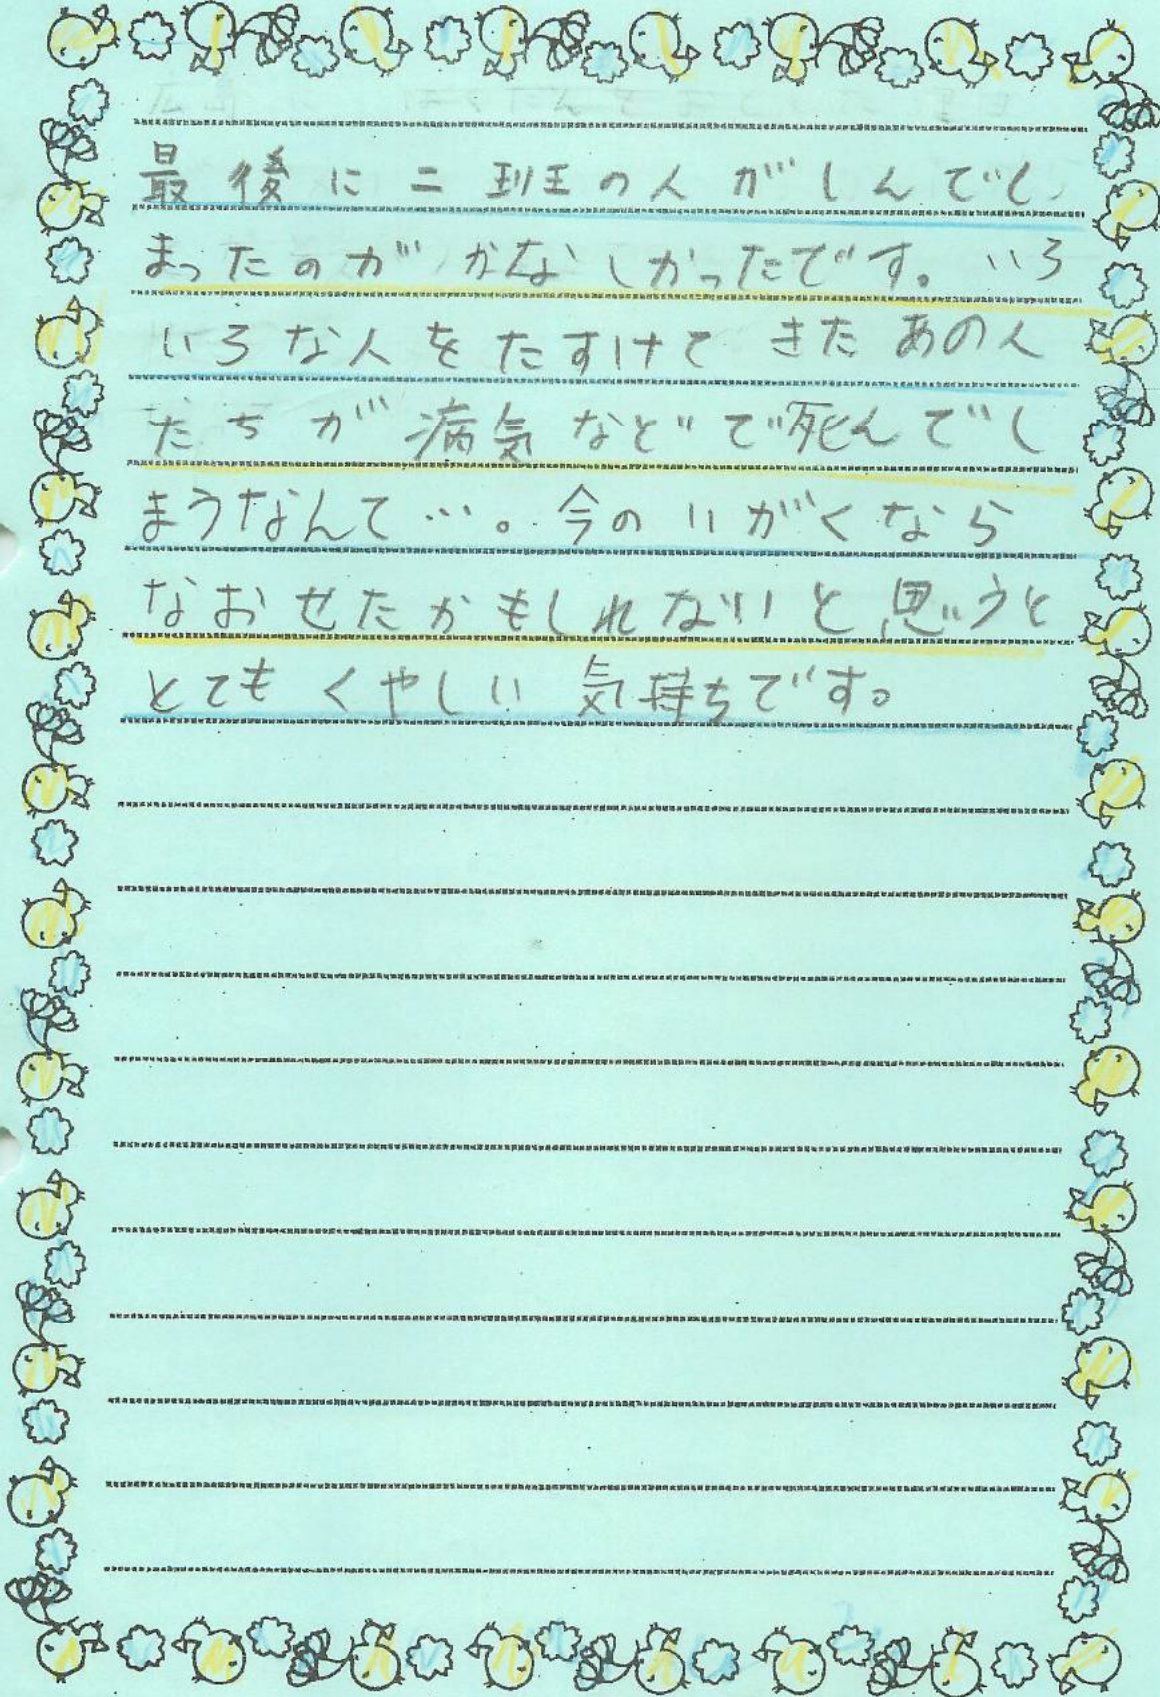 最後に二班の人がしんでし
まったのがかなしかったです。いろ
いろな人をたすけてきたあの人
たちが病気などで死んでし
まうなんて…。今のいがくなら
なおせたかもしれないと思うと
とてもくやしい気持ちです。